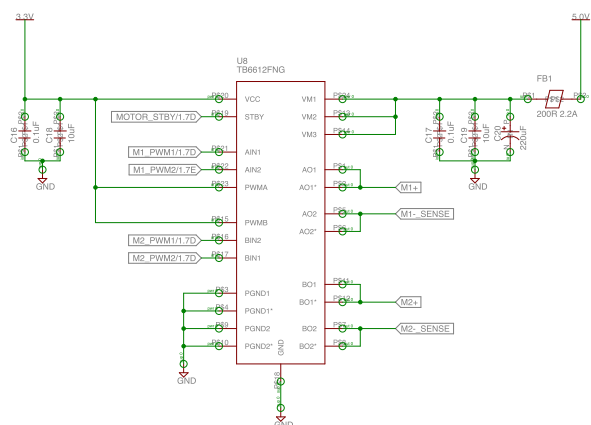 3.3V
5.0V
U8
TB6612FNG
FB1
200R 2.2A
VCC
VM1
STBY
VM2
VM3
MOTOR_STBY/1.7D
C16
0.1uF
C18
10uF
C17
0.1uF
C19
10uF
C20
220uF
M1_PWM1/1.7D
AIN1
M1_PWM2/1.7E
AIN2
AO1
PWMA
AO1*
M1+
AO2
M1-_SENSE
PWMB
AO2*
M2_PWM1/1.7D
BIN2
M2_PWM2/1.7D
BIN1
GND
GND
PGND1
BO1
PGND1*
BO1*
M2+
PGND2
BO2
M2-_SENSE
PGND2*
BO2*
GND
GND
GND